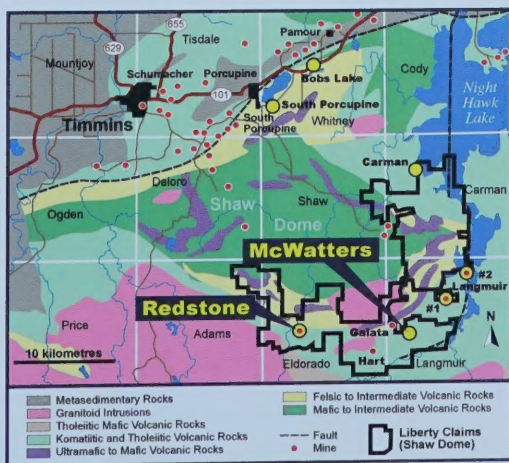 655
Tisdale
Pamour
629
Mountjoy
Cody
Schumacher
Porcupine
Bobs Lake
Night
Hawk
Lake
101
South Porcupine
Timmins
South
Porcupine
Whitney
Carman
Deloro
Carman
Ogden
Shaw
Shaw
Dome
McWatters
#2
Langmuir
Redstone
#1
Price
Galata
N
Adams
Hart
10 kilometres
Eldorado
Langmuir
Metasedimentary Rocks
Granitoid Intrusions
Tholeiitic Mafic Volcanic Rocks
Komatiitic and Tholeiitic Volcanic Rocks
Ultramafic to Mafic Volcanic Rocks
Felsic to Intermediate Volcanic Rocks
Mafic to Intermediate Volcanic Rocks
Fault
Mine
Liberty Claims
(Shaw Dome)